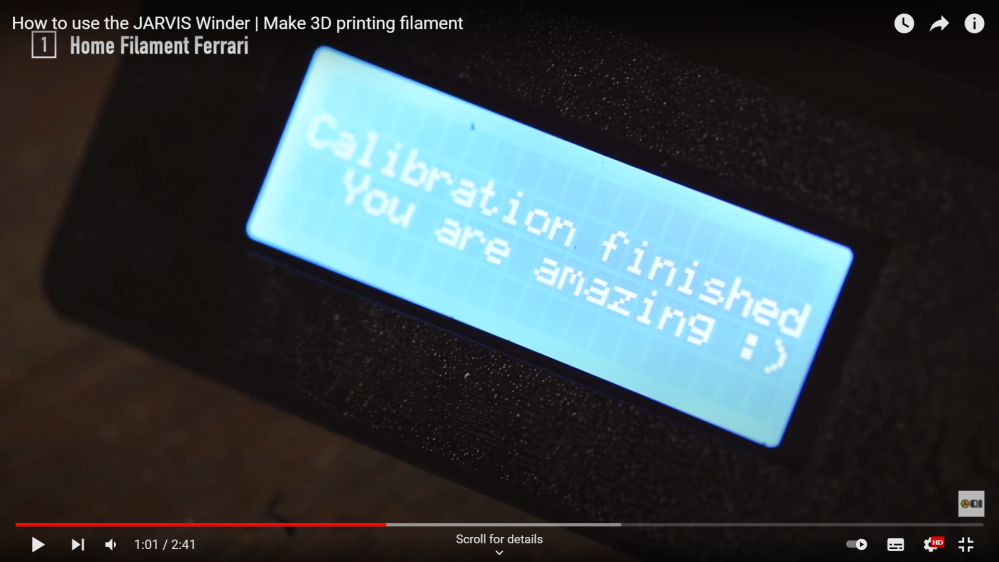 How to use the JARVIS Winder | Make 3D printing filament
1 Home Filament Ferrari
Calibration finished
You are amazing :)
1:01 / 2:41
Scroll for details
HD